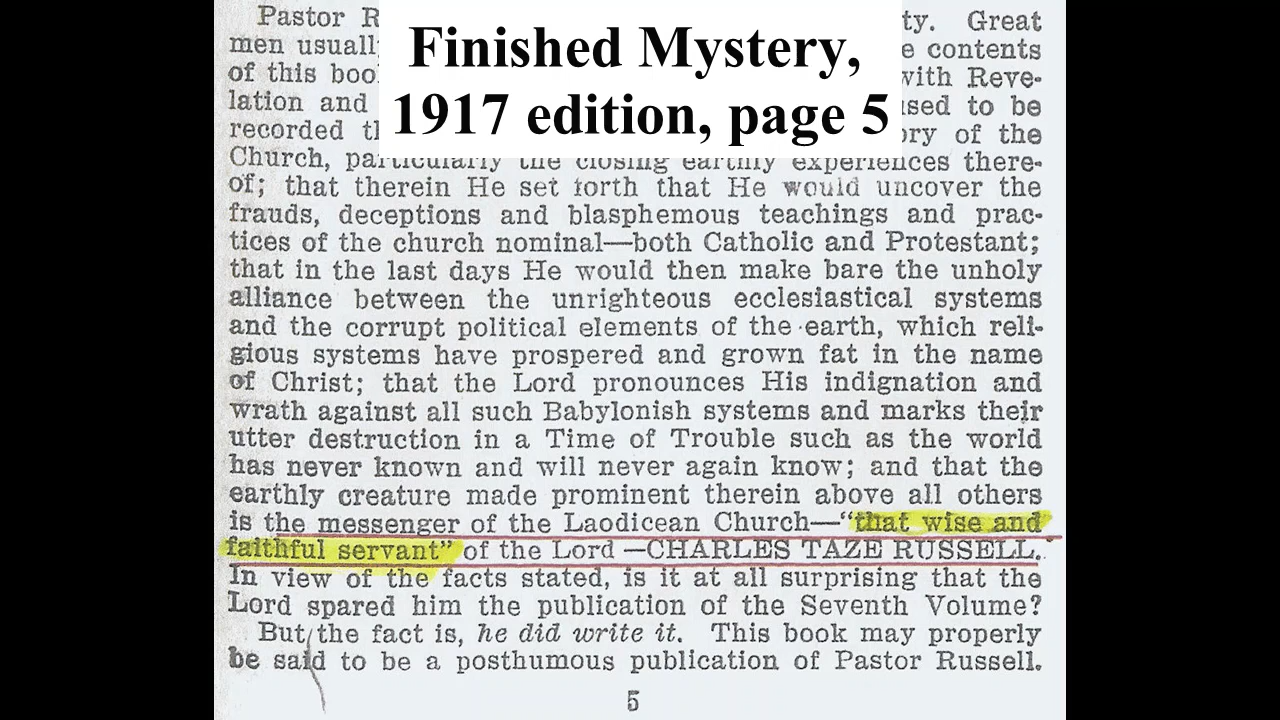 Finished Mystery,
1917 edition, page 5
Pastor R ty. Great
men usuall e contents
of this boo with Reve-
lation and used to be
recorded th ory of the
Church, particularly the closing earthly experiences there-
of; that therein He set forth that He would uncover the
frauds, deceptions and blasphemous teachings and prac-
tices of the church nominal—both Catholic and Protestant;
that in the last days He would then make bare the unholy
alliance between the unrighteous ecclesiastical systems
and the corrupt political elements of the earth, which reli-
gious systems have prospered and grown fat in the name
of Christ; that the Lord pronounces His indignation and
wrath against all such Babylonish systems and marks their
utter destruction in a Time of Trouble such as the world
has never known and will never again know; and that the
earthly creature made prominent therein above all others
is the messenger of the Laodicean Church—“that wise and
faithful servant” of the Lord —CHARLES TAZE RUSSELL.
In view of the facts stated, is it at all surprising that the
Lord spared him the publication of the Seventh Volume?
But the fact is, he did write it. This book may properly
be said to be a posthumous publication of Pastor Russell.
5